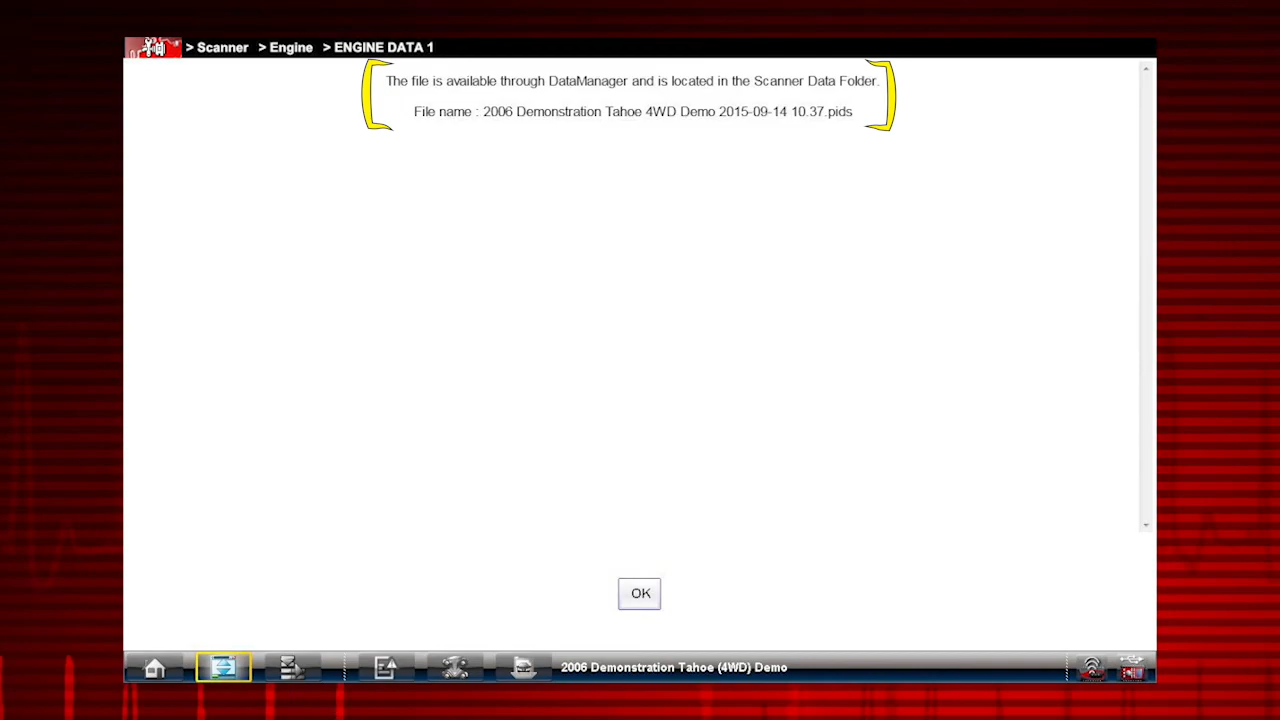 > Scanner > Engine > ENGINE DATA 1
The file is available through DataManager and is located in the Scanner Data Folder.
File name : 2006 Demonstration Tahoe 4WD Demo 2015-09-14 10.37.pids
OK
2006 Demonstration Tahoe (4WD) Demo